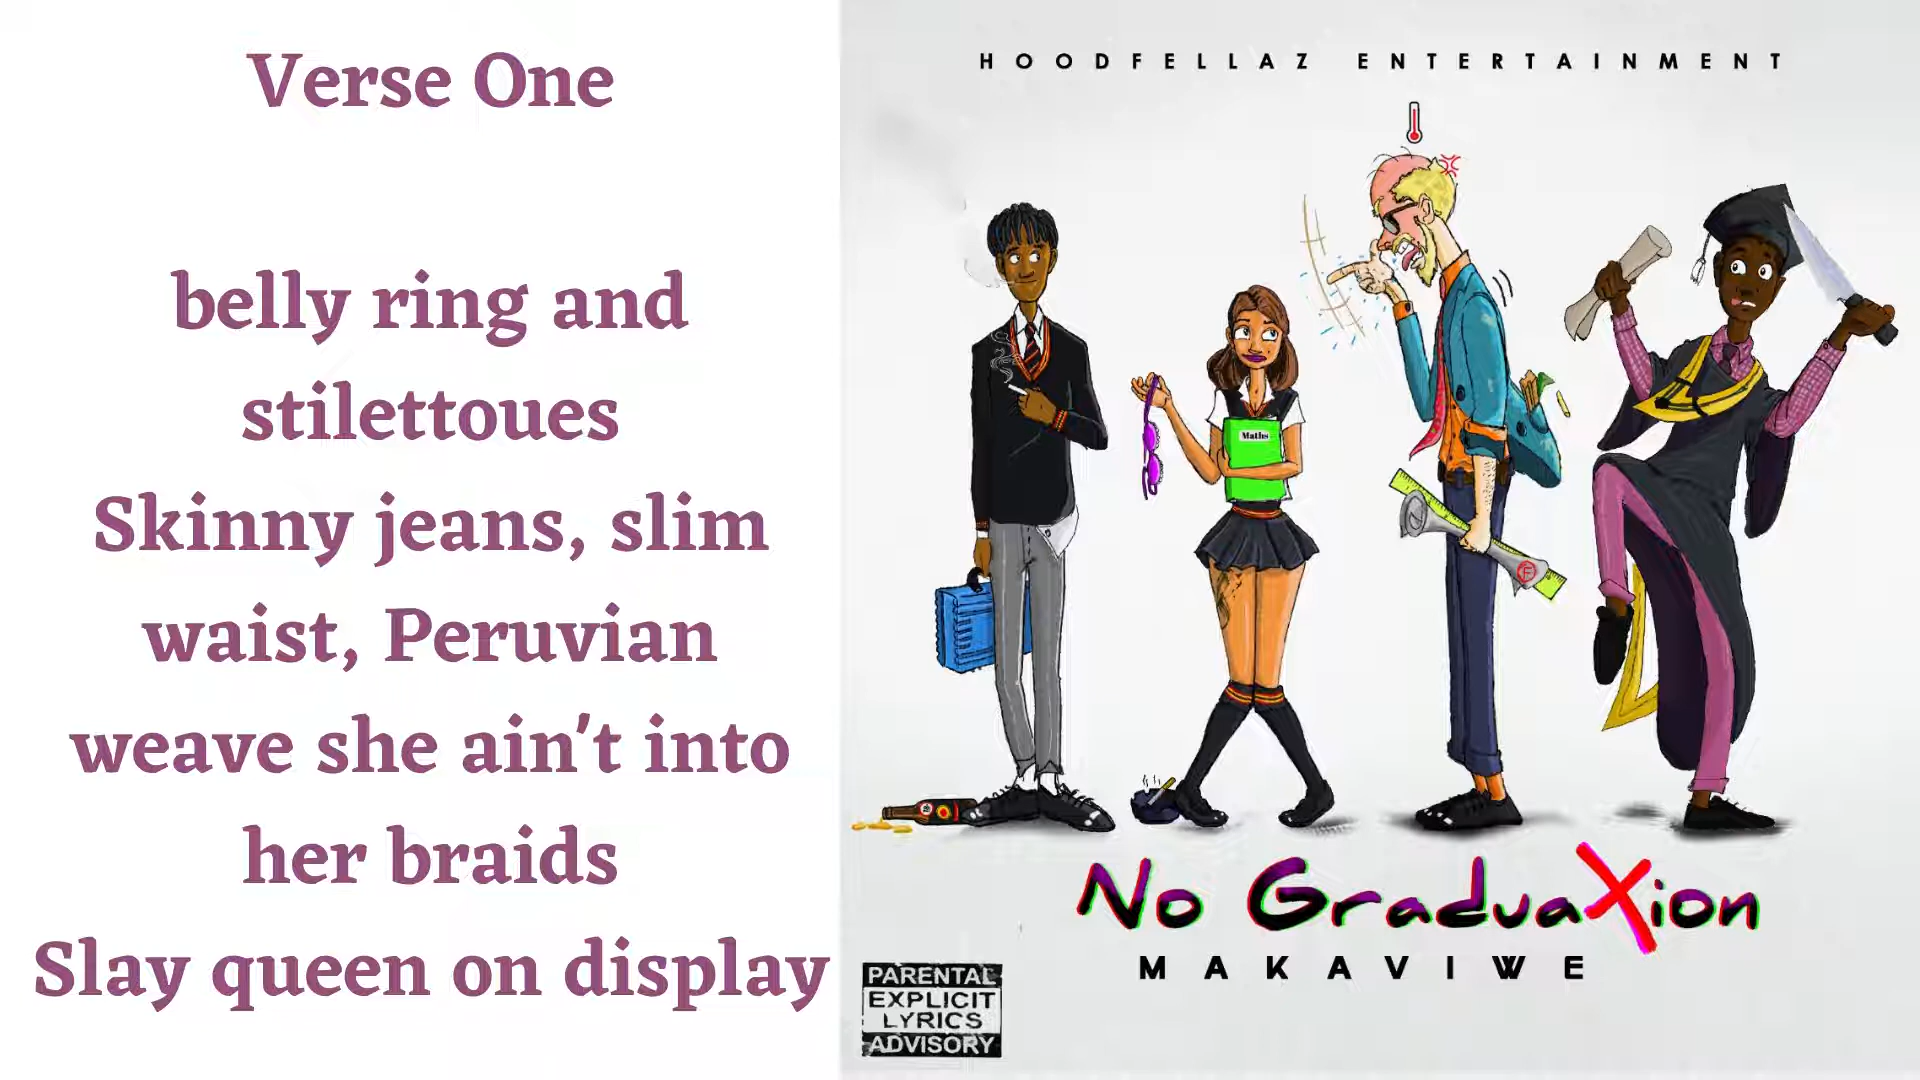 Verse One
belly ring and
stilettoues
Skinny jeans, slim
waist, Peruvian
weave she ain't into
her braids
Slay queen on display
HOODFELLAZ ENTERTAINMENT
Maths
F
No GraduaXion
MAKAVIWE
PARENTAL
EXPLICIT
LYRICS
ADVISORY